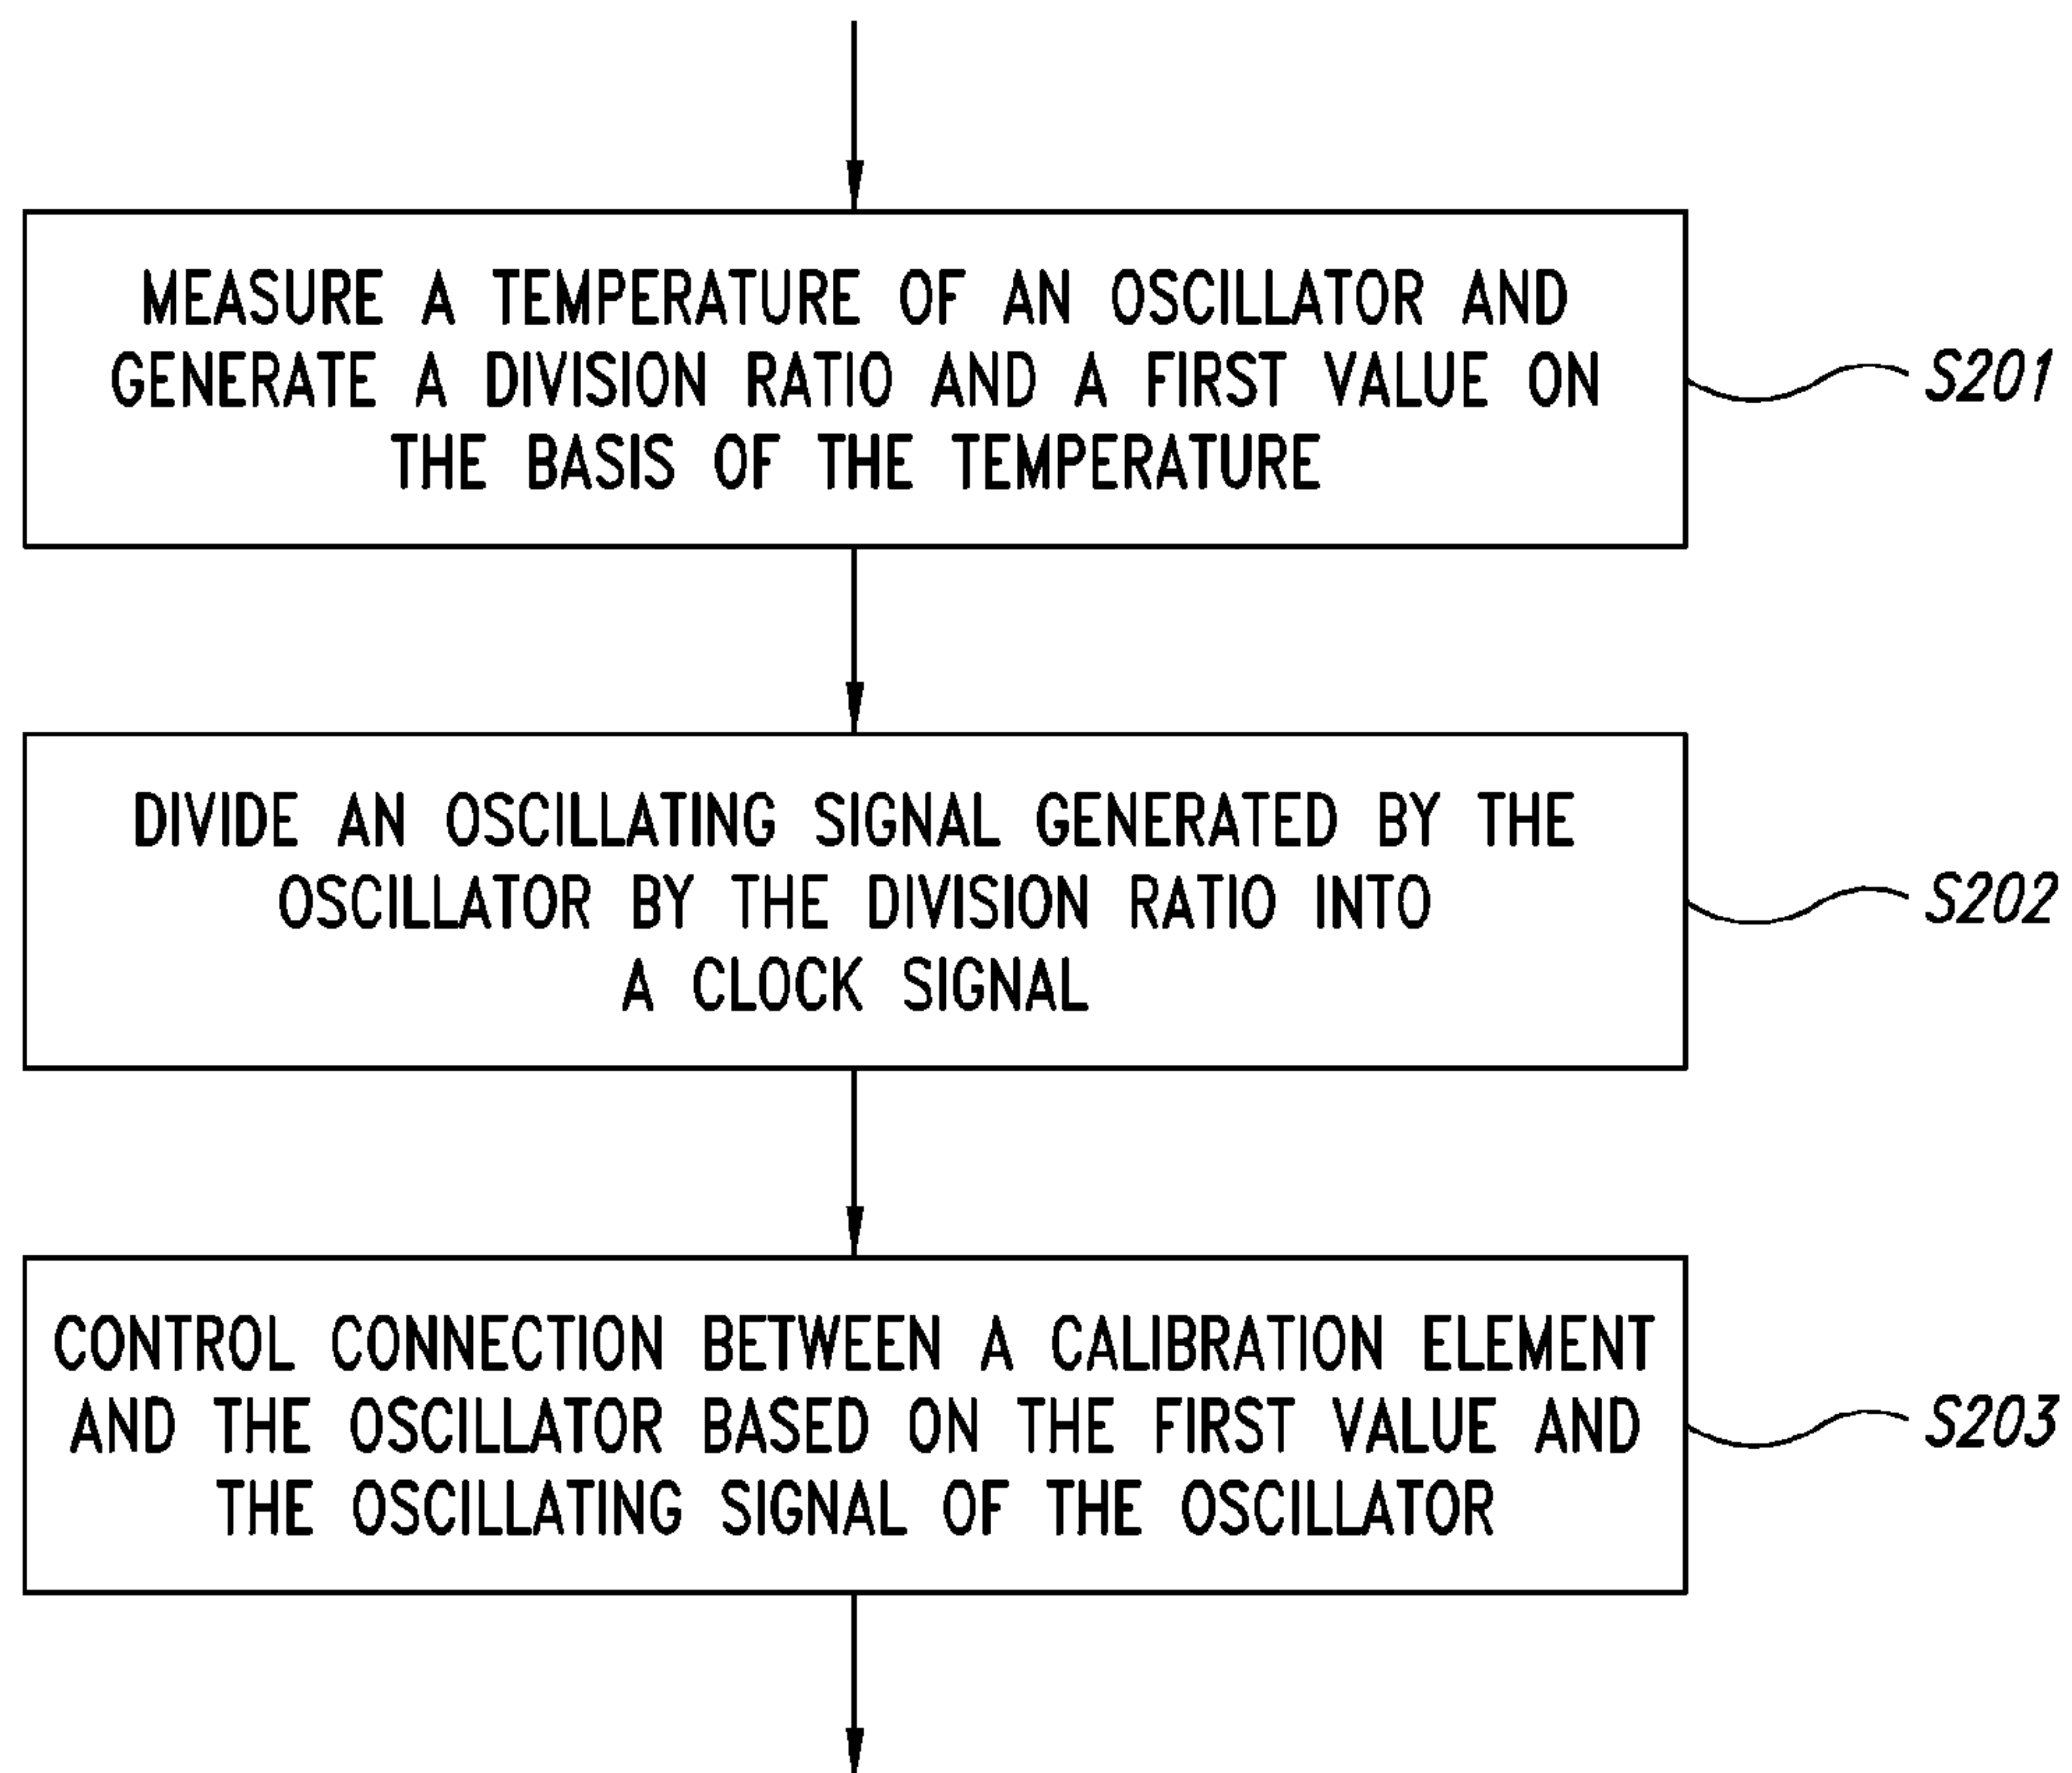 MEASURE A TEMPERATURE OF AN OSCILLATOR AND
GENERATE A DIVISION RATIO AND A FIRST VALUE ON
THE BASIS OF THE TEMPERATURE
S201
DIVIDE AN OSCILLATING SIGNAL GENERATED BY THE
OSCILLATOR BY THE DIVISION RATIO INTO
A CLOCK SIGNAL
S202
CONTROL CONNECTION BETWEEN A CALIBRATION ELEMENT
AND THE OSCILLATOR BASED ON THE FIRST VALUE AND
THE OSCILLATING SIGNAL OF THE OSCILLATOR
S203